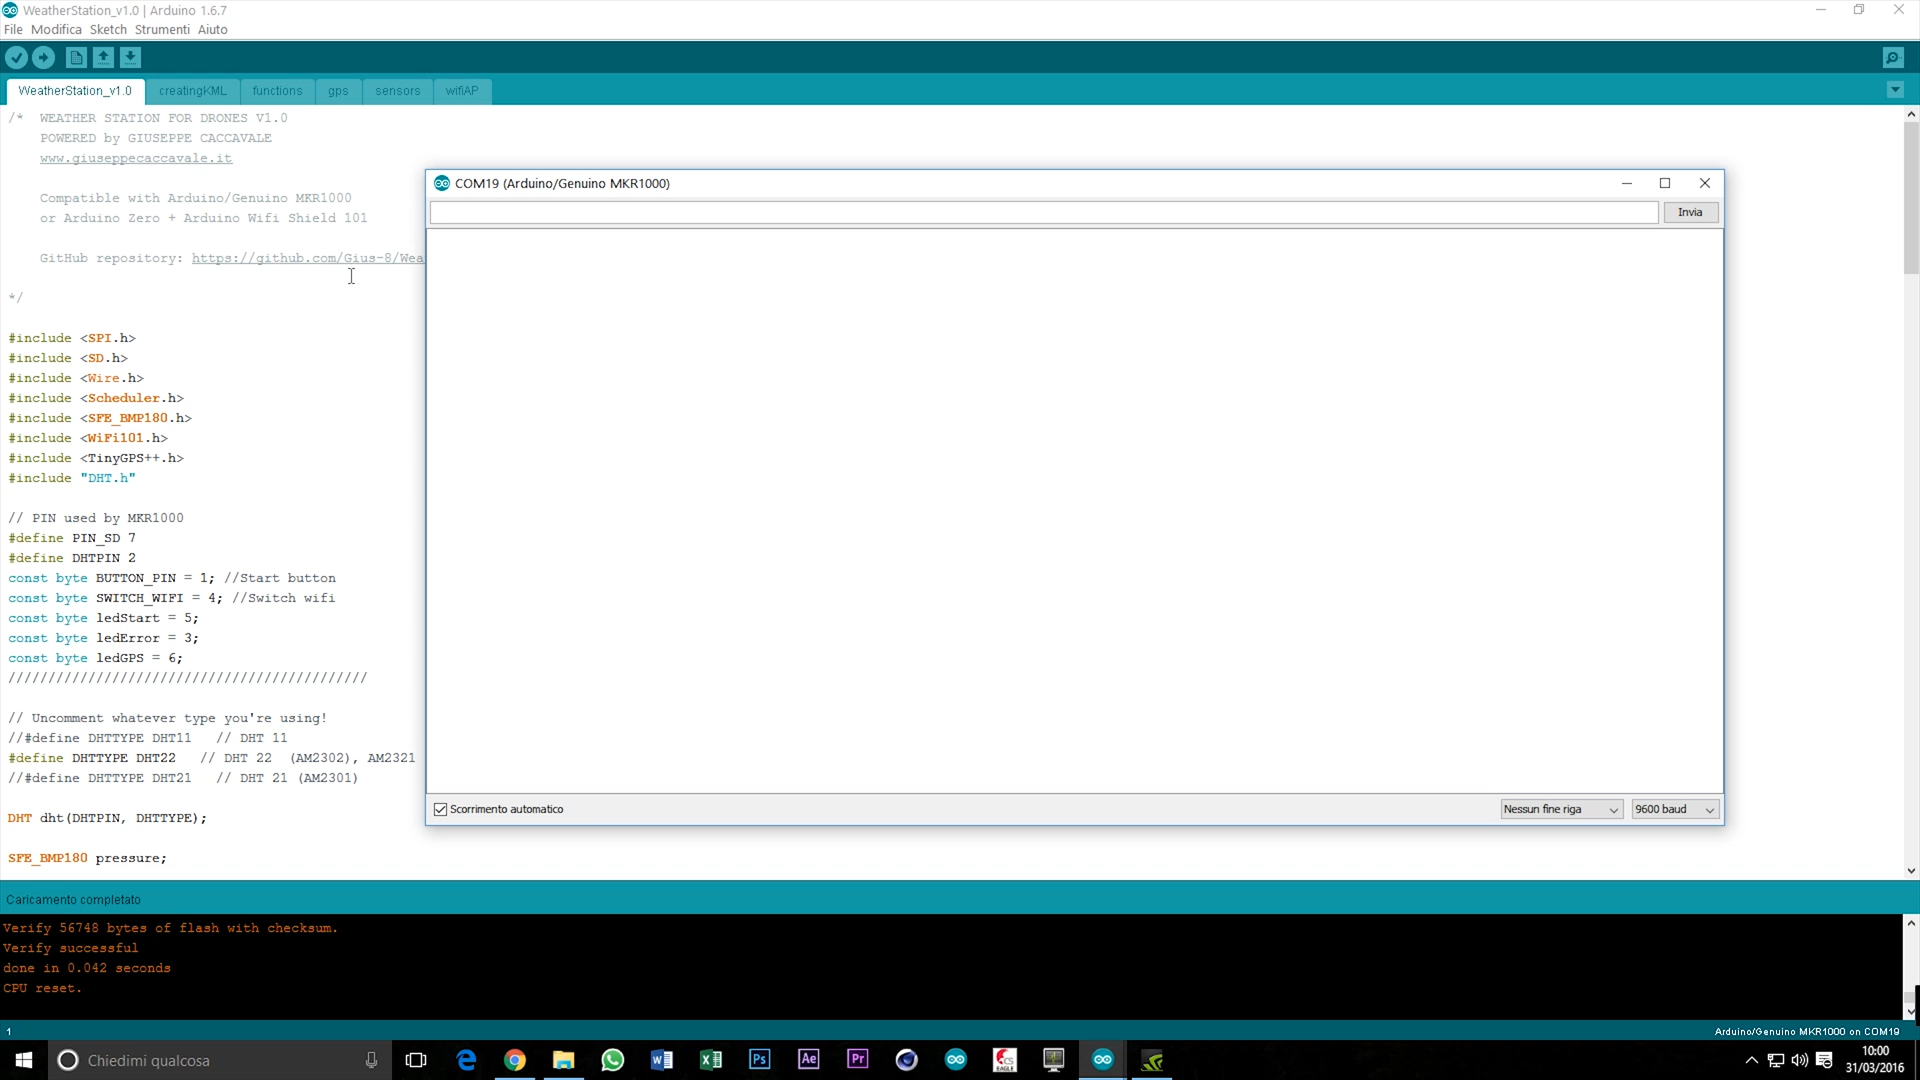 WeatherStation_v1.0 | Arduino 1.6.7
File Modifica Sketch Strumenti Aiuto
WeatherStation_v1.0 creatingKML functions gps sensors wifiAP
/* WEATHER STATION FOR DRONES V1.0
POWERED by GIUSEPPE CACCAVALE
www.giuseppecaccavale.it
Compatible with Arduino/Genuino MKR1000
or Arduino Zero + Arduino Wifi Shield 101
GitHub repository: https://github.com/Gius-8/Wea
*/
#include <SPI.h>
#include <SD.h>
#include <Wire.h>
#include <Scheduler.h>
#include <SFE_BMP180.h>
#include <WiFi101.h>
#include <TinyGPS++.h>
#include "DHT.h"
// PIN used by MKR1000
#define PIN_SD 7
#define DHTPIN 2
const byte BUTTON_PIN = 1; //Start button
const byte SWITCH_WIFI = 4; //Switch wifi
const byte ledStart = 5;
const byte ledError = 3;
const byte ledGPS = 6;
/////////////////////////////////////////////
// Uncomment whatever type you're using!
//#define DHTTYPE DHT11 // DHT 11
#define DHTTYPE DHT22 // DHT 22 (AM2302), AM2321
//#define DHTTYPE DHT21 // DHT 21 (AM2301)
DHT dht(DHTPIN, DHTTYPE);
SFE_BMP180 pressure;
COM19 (Arduino/Genuino MKR1000)
Invia
Scorrimento automatico
Nessun fine riga
9600 baud
Caricamento completato
Verify 56748 bytes of flash with checksum.
Verify successful
done in 0.042 seconds
CPU reset.
1
Arduino/Genuino MKR1000 on COM19
Chiedimi qualcosa
Ps
Ae
Pr
EAGLE
10:00
31/03/2016